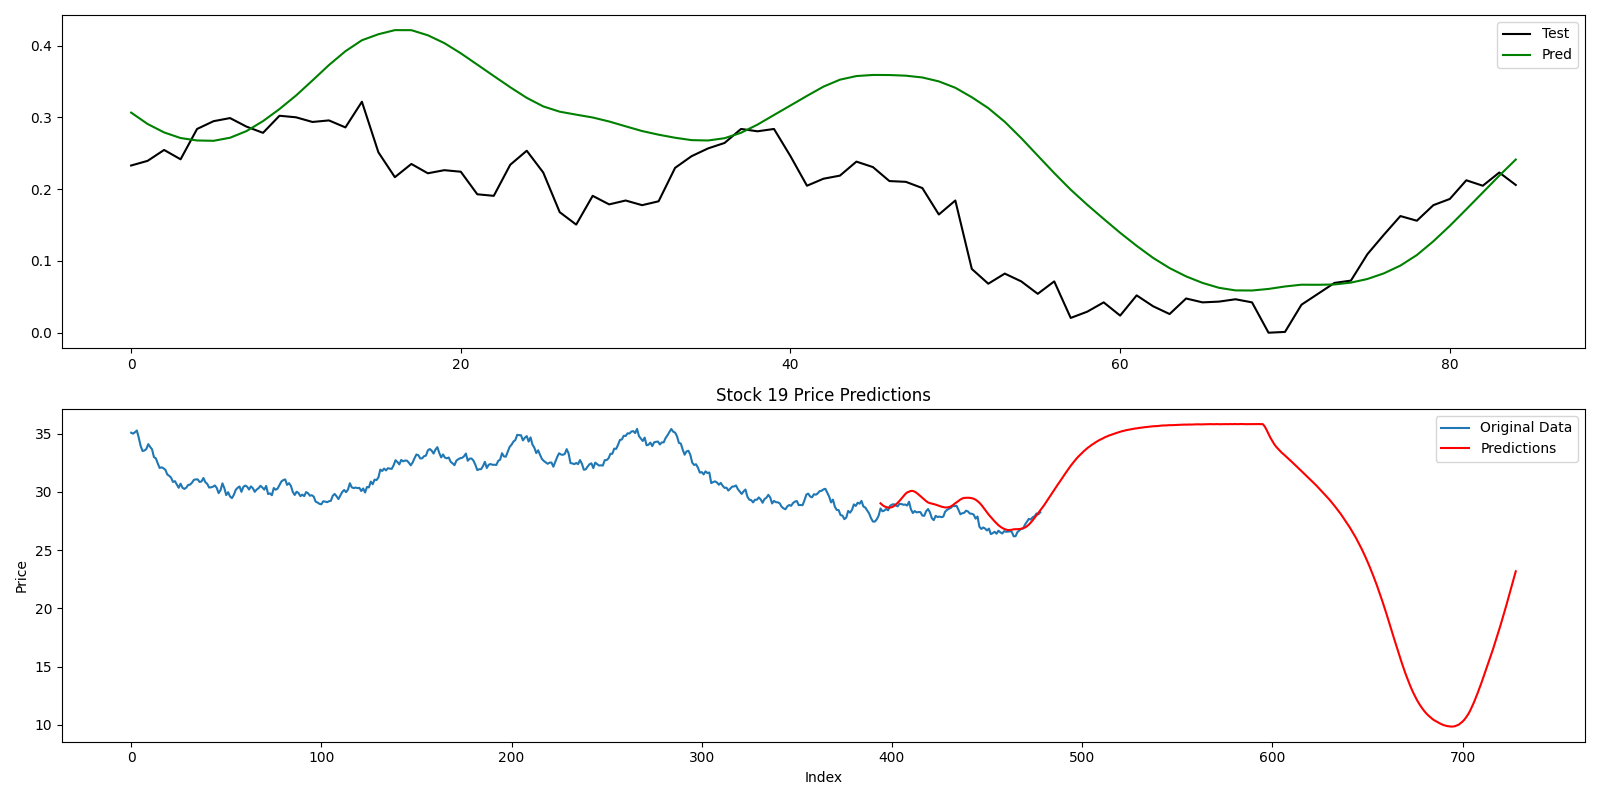 0.4
0.3
0.2
0.1
0.0
Test
Pred
0 20 40 60 80
Stock 19 Price Predictions
35
30
25
20
15
10
Price
Original Data
Predictions
0 100 200 300 400 500 600 700
Index